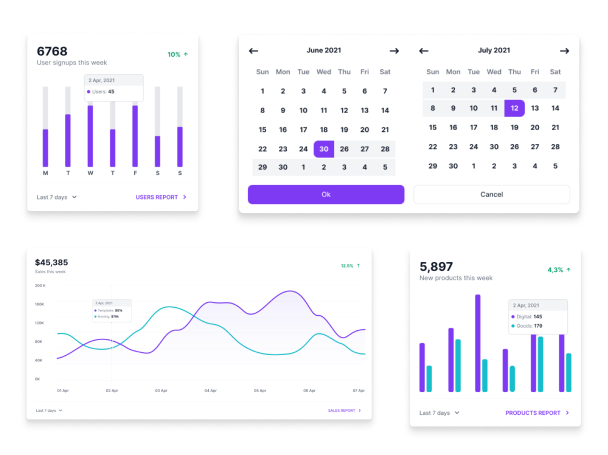 6768
User signups this week
10%
2 Apr, 2021
Users: 45
M T W T F S S
Last 7 days
USERS REPORT
June 2021
Sun Mon Tue Wed Thu Fri Sat
1 2 3 4 5 6 7
8 9 10 11 12 13 14
15 16 17 18 19 20 21
22 23 24 30 26 27 28
29 30 1 2 3 4 5
Ok
July 2021
Sun Mon Tue Wed Thu Fri Sat
1 2 3 4 5 6 7
8 9 10 11 12 13 14
15 16 17 18 19 20 21
22 23 24 25 26 27 28
29 30 1 2 3 4 5
Cancel
$45,385
Sales this week
12.5%
200 K
160K
120K
80K
40K
0K
2 Apr, 2021
01 Apr 02 Apr 03 Apr 04 Apr 05 Apr 06 Apr 07 Apr
Last 7 days
SALES REPORT
5,897
New products this week
4,3%
2 Apr, 2021
Digital: 145
Goods: 179
Last 7 days
PRODUCTS REPORT